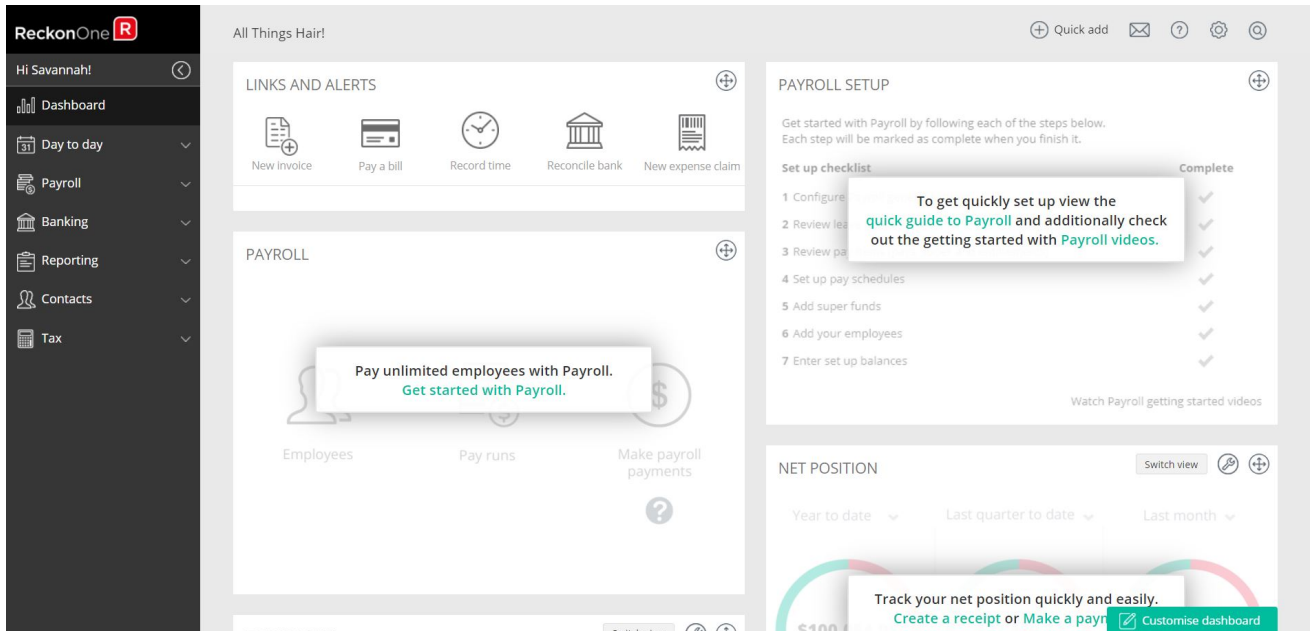 ReckonOne R
Hi Savannah!
Dashboard
31 Day to day
Payroll
Banking
Reporting
Contacts
Tax
All Things Hair!
Quick add
LINKS AND ALERTS
New invoice
Pay a bill
Record time
Reconcile bank
New expense claim
PAYROLL
Pay unlimited employees with Payroll.
Get started with Payroll.
Employees
Pay runs
Make payroll
payments
PAYROLL SETUP
Get started with Payroll by following each of the steps below.
Each step will be marked as complete when you finish it.
Set up checklist Complete
1 Configure
2 Review
3 Review
4 Set up pay schedules
5 Add super funds
6 Add your employees
7 Enter set up balances
To get quickly set up view the
quick guide to Payroll and additionally check
out the getting started with Payroll videos.
Watch Payroll getting started videos
NET POSITION
Switch view
Year to date
Last quarter to date
Last month
Track your net position quickly and easily.
Create a receipt or Make a
Customise dashboard